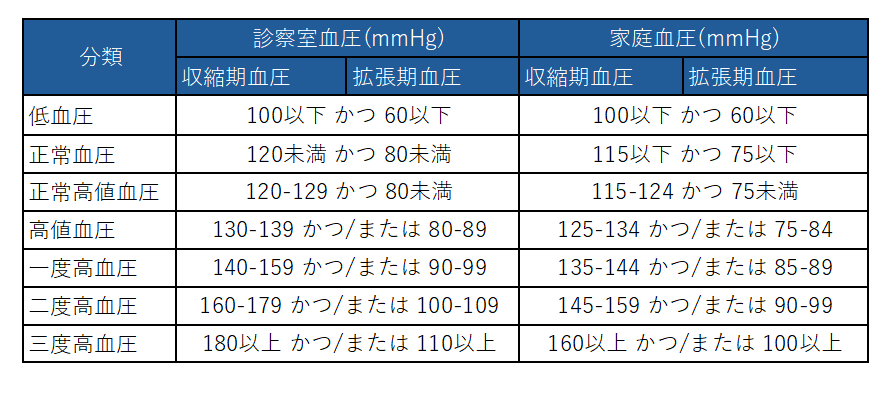 分類 診察室血圧(mmHg) 家庭血圧(mmHg)
収縮期血圧 拡張期血圧 収縮期血圧 拡張期血圧
低血圧 100以下 かつ 60以下 100以下 かつ 60以下
正常血圧 120未満 かつ 80未満 115以下 かつ 75以下
正常高値血圧 120-129 かつ 80未満 115-124 かつ 75未満
高値血圧 130-139 かつ/または 80-89 125-134 かつ/または 75-84
一度高血圧 140-159 かつ/または 90-99 135-144 かつ/または 85-89
二度高血圧 160-179 かつ/または 100-109 145-159 かつ/または 90-99
三度高血圧 180以上 かつ/または 110以上 160以上 かつ/または 100以上